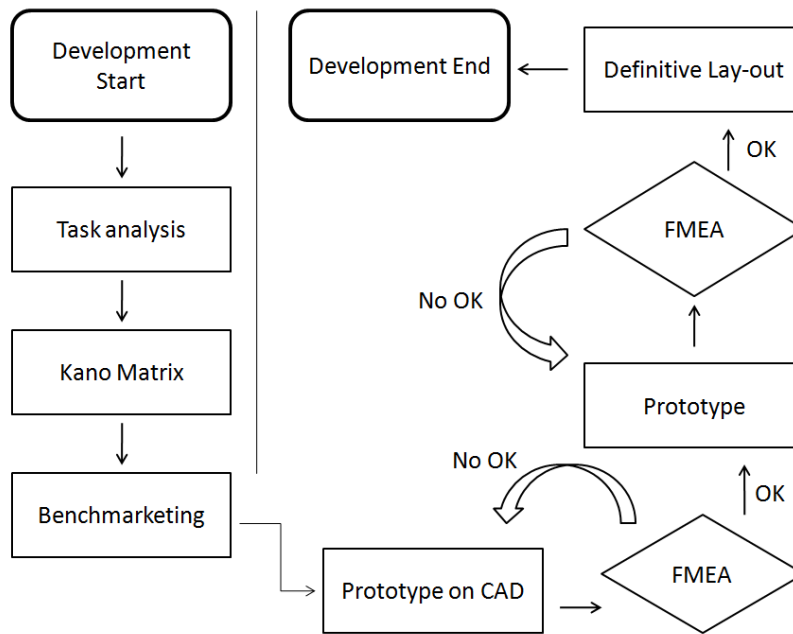 Development
Start
Task analysis
Kano Matrix
Benchmarketing
Prototype on CAD
FMEA
No OK
OK
Prototype
FMEA
No OK
OK
Definitive Lay-out
Development End